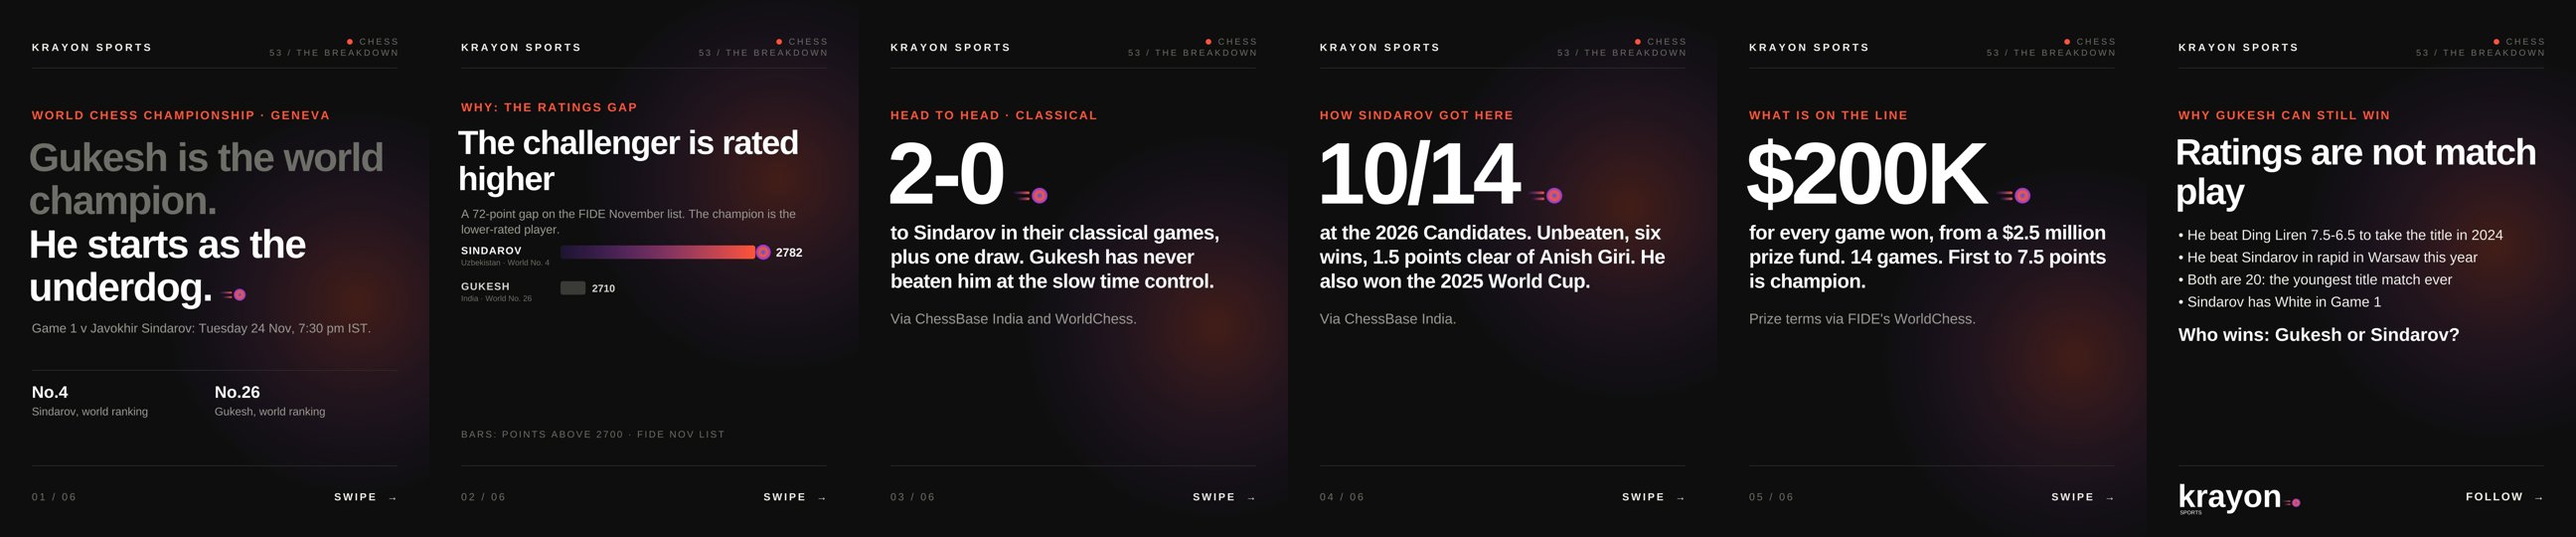 KRAYON SPORTS
● CHESS
53 / THE BREAKDOWN
WORLD CHESS CHAMPIONSHIP · GENEVA
Gukesh is the world
champion.
He starts as the
underdog.
Game 1 v Javokhir Sindarov: Tuesday 24 Nov, 7:30 pm IST.
No.4
Sindarov, world ranking
No.26
Gukesh, world ranking
01 / 06
SWIPE →
KRAYON SPORTS
● CHESS
53 / THE BREAKDOWN
WHY: THE RATINGS GAP
The challenger is rated
higher
A 72-point gap on the FIDE November list. The champion is the
lower-rated player.
SINDAROV
Uzbekistan · World No. 4
2782
GUKESH
India · World No. 26
2710
BARS: POINTS ABOVE 2700 · FIDE NOV LIST
02 / 06
SWIPE →
KRAYON SPORTS
● CHESS
53 / THE BREAKDOWN
HEAD TO HEAD · CLASSICAL
2-0
to Sindarov in their classical games,
plus one draw. Gukesh has never
beaten him at the slow time control.
Via ChessBase India and WorldChess.
03 / 06
SWIPE →
KRAYON SPORTS
● CHESS
53 / THE BREAKDOWN
HOW SINDAROV GOT HERE
10/14
at the 2026 Candidates. Unbeaten, six
wins, 1.5 points clear of Anish Giri. He
also won the 2025 World Cup.
Via ChessBase India.
04 / 06
SWIPE →
KRAYON SPORTS
● CHESS
53 / THE BREAKDOWN
WHAT IS ON THE LINE
$200K
for every game won, from a $2.5 million
prize fund. 14 games. First to 7.5 points
is champion.
Prize terms via FIDE's WorldChess.
05 / 06
SWIPE →
KRAYON SPORTS
● CHESS
53 / THE BREAKDOWN
WHY GUKESH CAN STILL WIN
Ratings are not match
play
• He beat Ding Liren 7.5-6.5 to take the title in 2024
• He beat Sindarov in rapid in Warsaw this year
• Both are 20: the youngest title match ever
• Sindarov has White in Game 1
Who wins: Gukesh or Sindarov?
krayon
SPORTS
FOLLOW →